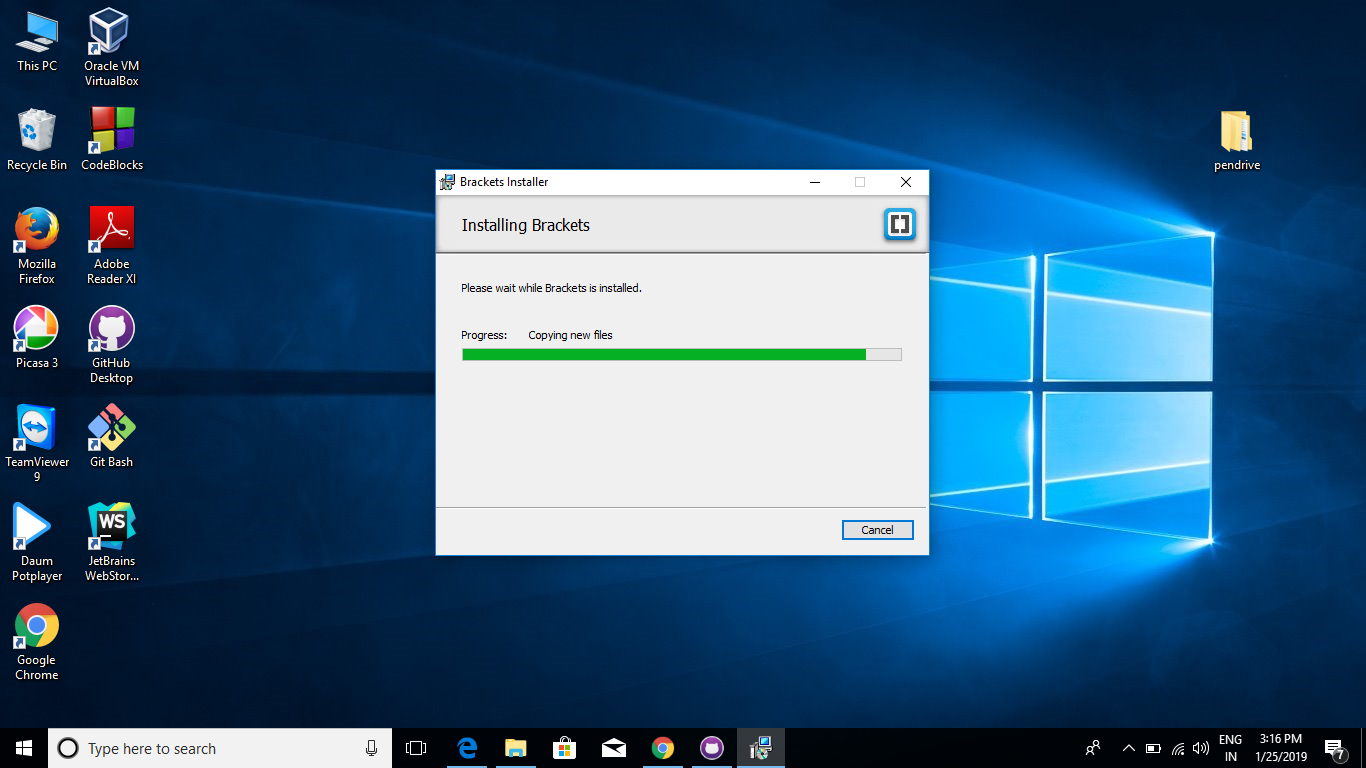 This PC
Oracle VM
VirtualBox
Recycle Bin
CodeBlocks
pendrive
Mozilla
Firefox
Adobe
Reader XI
Picasa 3
GitHub
Desktop
TeamViewer
9
Git Bash
WS
Daum
Potplayer
JetBrains
WebStor...
Google
Chrome
Brackets Installer
Installing Brackets
Please wait while Brackets is installed.
Progress: Copying new files
Cancel
Type here to search
ENG
IN
3:16 PM
1/25/2019
7